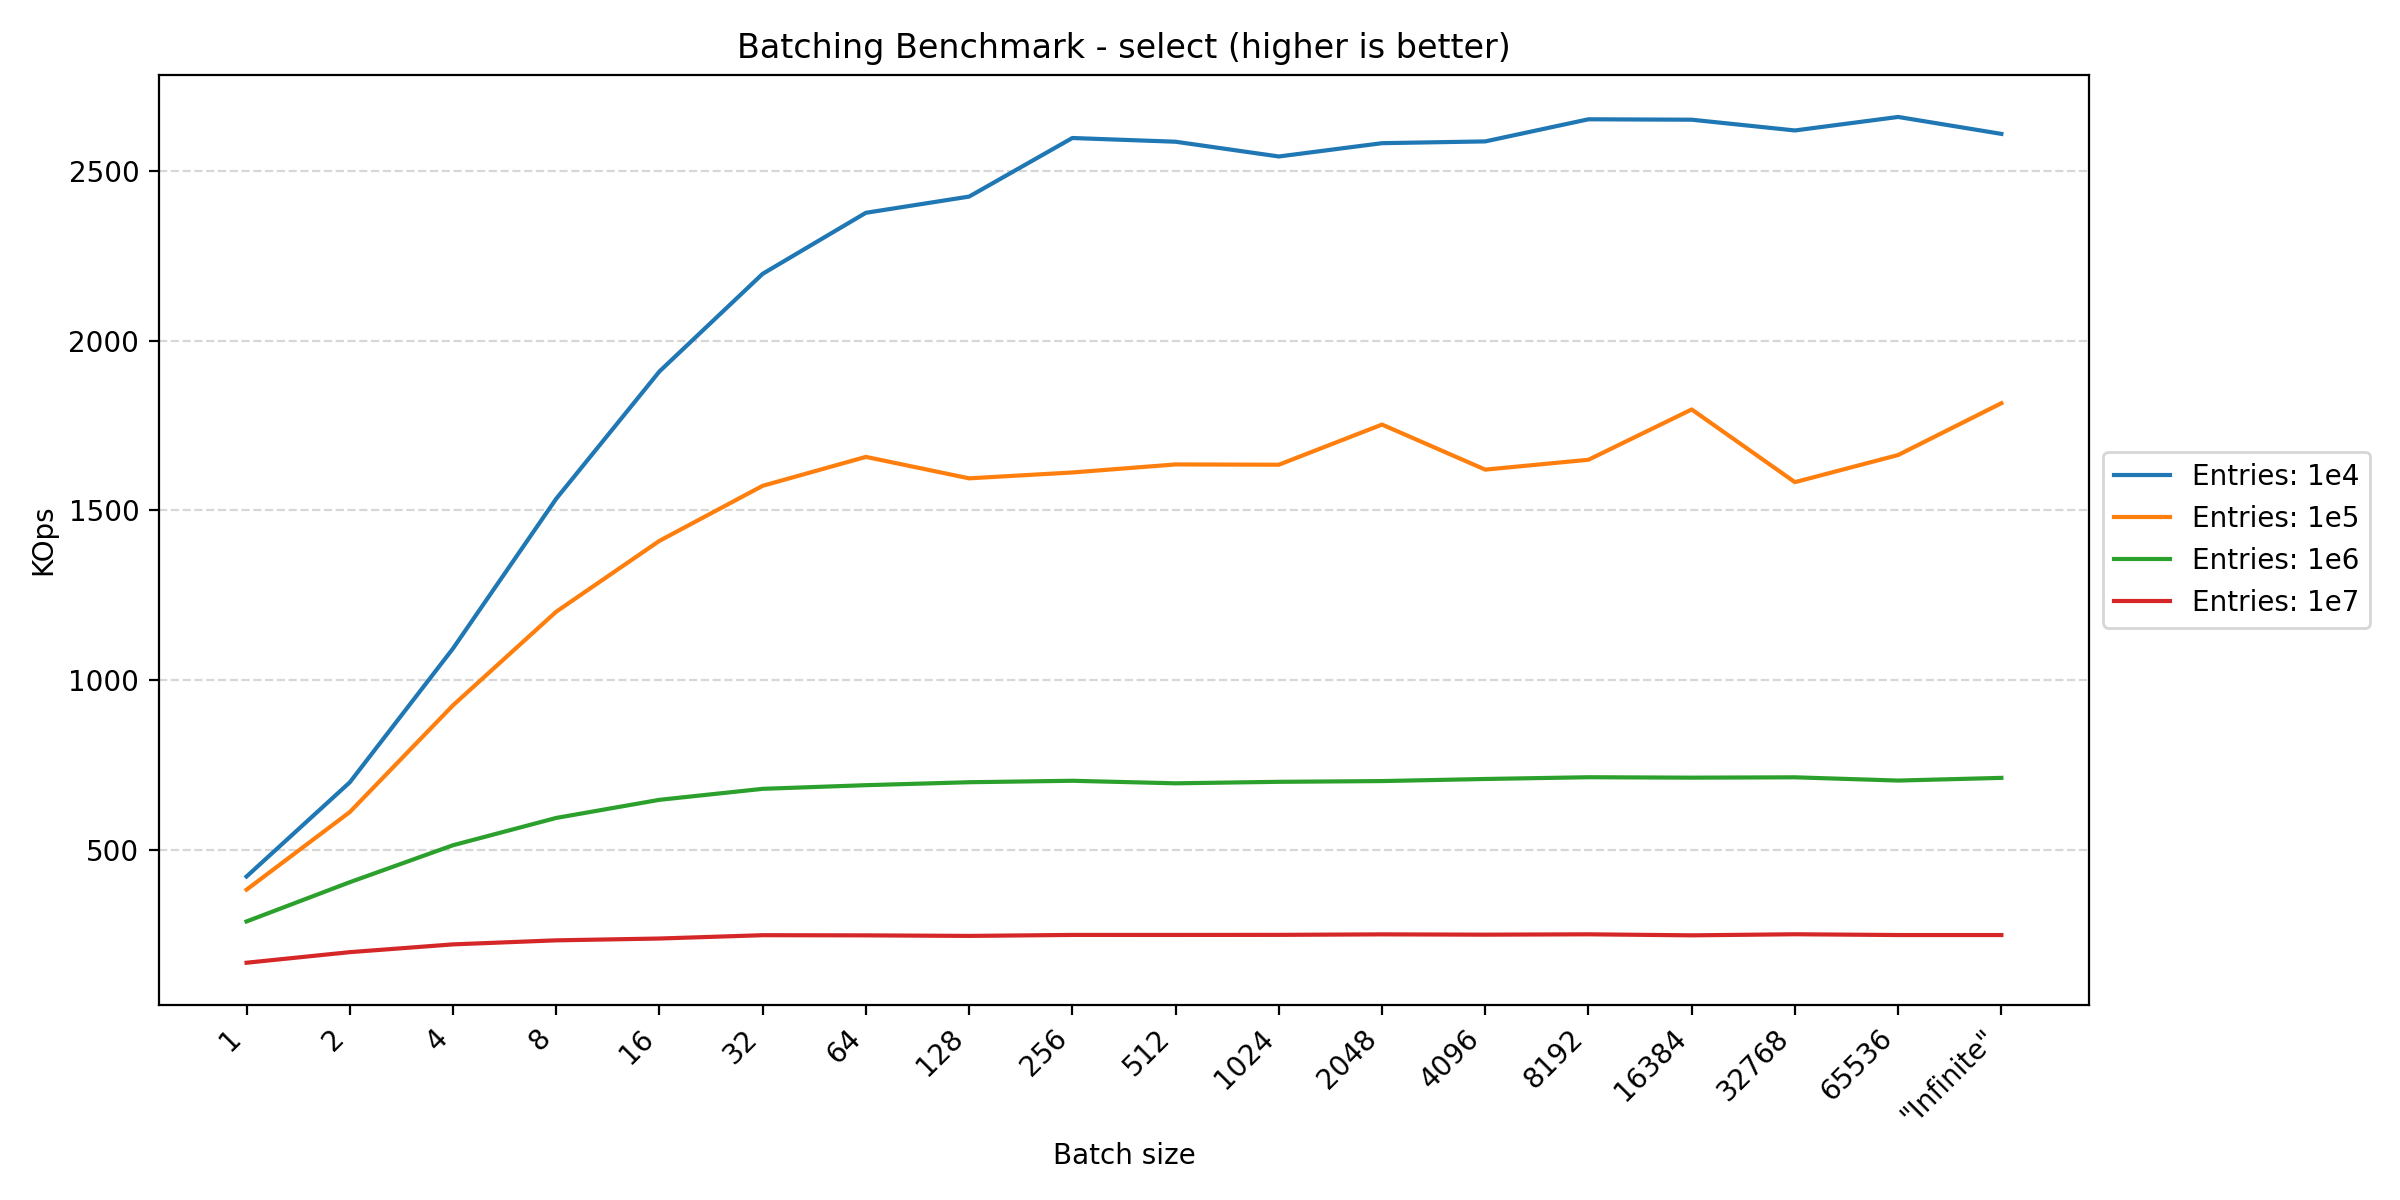 Batching Benchmark - select (higher is better)
KOps
2500
2000
1500
1000
500
1
2
4
8
16
32
64
128
256
512
1024
2048
4096
8192
16384
32768
65536
"Infinite"
Batch size
Entries: 1e4
Entries: 1e5
Entries: 1e6
Entries: 1e7